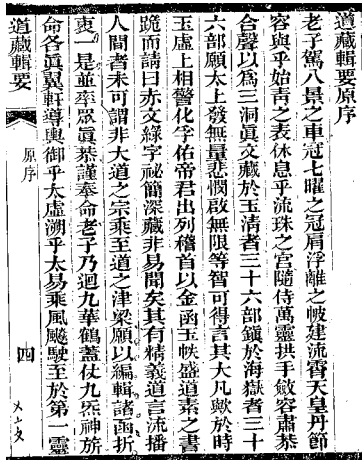 道藏輯要原序
老子駕八景之車冠七曜之冠肩浮離之帔建流霄天皇丹節
容與乎始青之表休息乎流珠之宮隨侍萬靈拱手斂容肅恭
合聲以爲三洞眞文藏於玉清者三十六部鎭於海嶽者三十
六部願太上發無量悲憫啟無限等智可得言其大凡歟於時
玉虛上相警化孚佑帝君出列稽首以金函玉帙盛道素之書
跪而請曰赤文綠字祕簡深藏非易聞矣其有精義道言流播
人間者未可謂非大道之宗乘至道之津梁願以編輯諸函折
衷一是並率眾眞恭謹奉命老子乃迴九華鶴蓋仗九炁神旂
命各眞翼軒導輿御乎太虛溯乎太易乘風飈駛至於第一靈
道藏輯要
原序
四